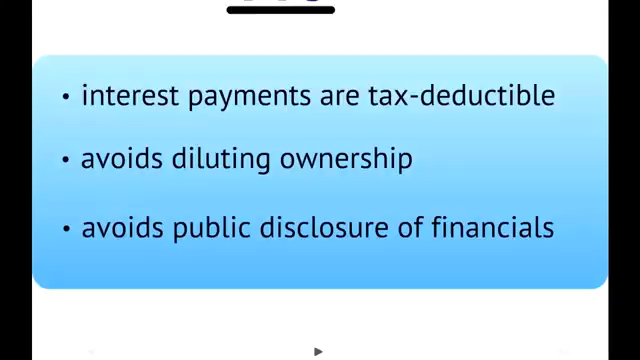 • interest payments are tax-deductible
• avoids diluting ownership
• avoids public disclosure of financials